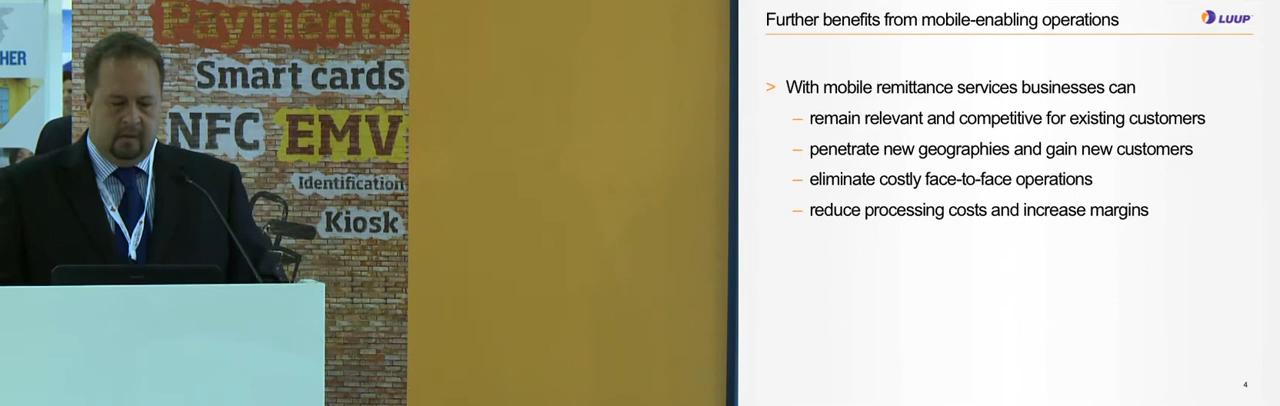 HER
Payments
Smart cards
NFC EMV
Identification
Kiosk
Further benefits from mobile-enabling operations
LUUP
> With mobile remittance services businesses can
– remain relevant and competitive for existing customers
– penetrate new geographies and gain new customers
– eliminate costly face-to-face operations
– reduce processing costs and increase margins
4